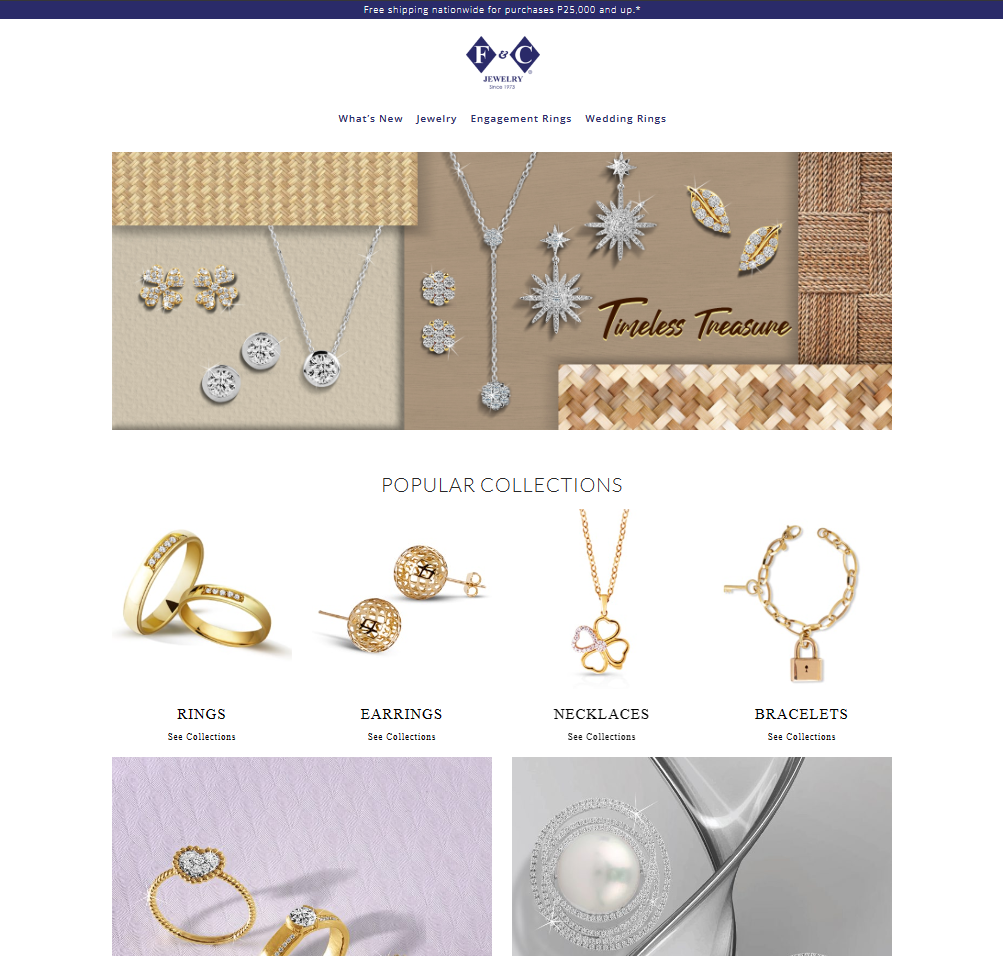 Free shipping nationwide for purchases P25,000 and up.*
F & C
JEWELRY
Since 1973
What's New Jewelry Engagement Rings Wedding Rings
Timeless Treasure
POPULAR COLLECTIONS
RINGS EARRINGS NECKLACES BRACELETS
See Collections See Collections See Collections See Collections